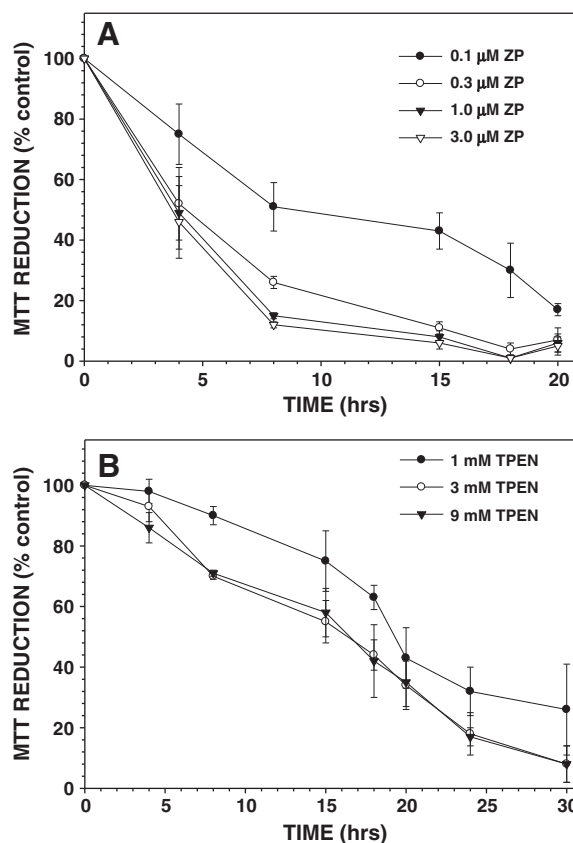 A
0.1 µM ZP
0.3 µM ZP
1.0 µM ZP
3.0 µM ZP
MTT REDUCTION (% control)
100
80
60
40
20
0
0 5 10 15 20
TIME (hrs)
B
1 mM TPEN
3 mM TPEN
9 mM TPEN
MTT REDUCTION (% control)
100
80
60
40
20
0
0 5 10 15 20 25 30
TIME (hrs)